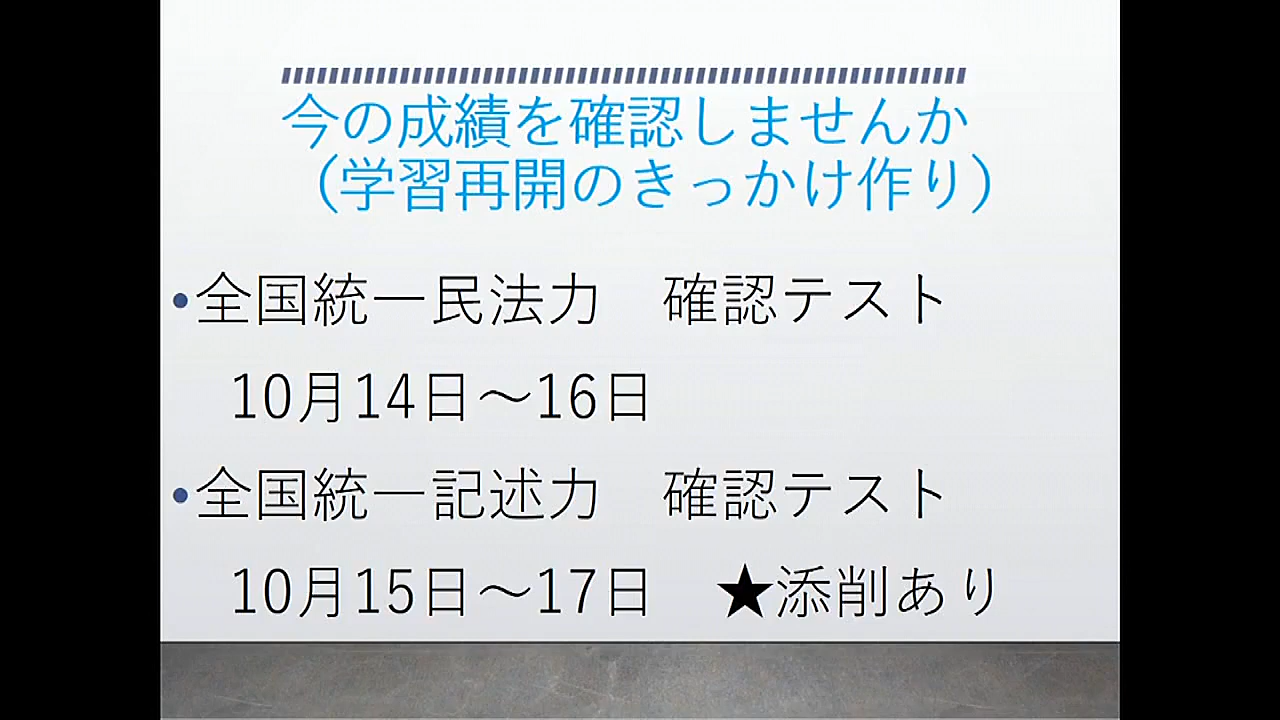 今の成績を確認しませんか
（学習再開のきっかけ作り）
•全国統一民法力　確認テスト
10月14日～16日
•全国統一記述力　確認テスト
10月15日～17日　★添削あり